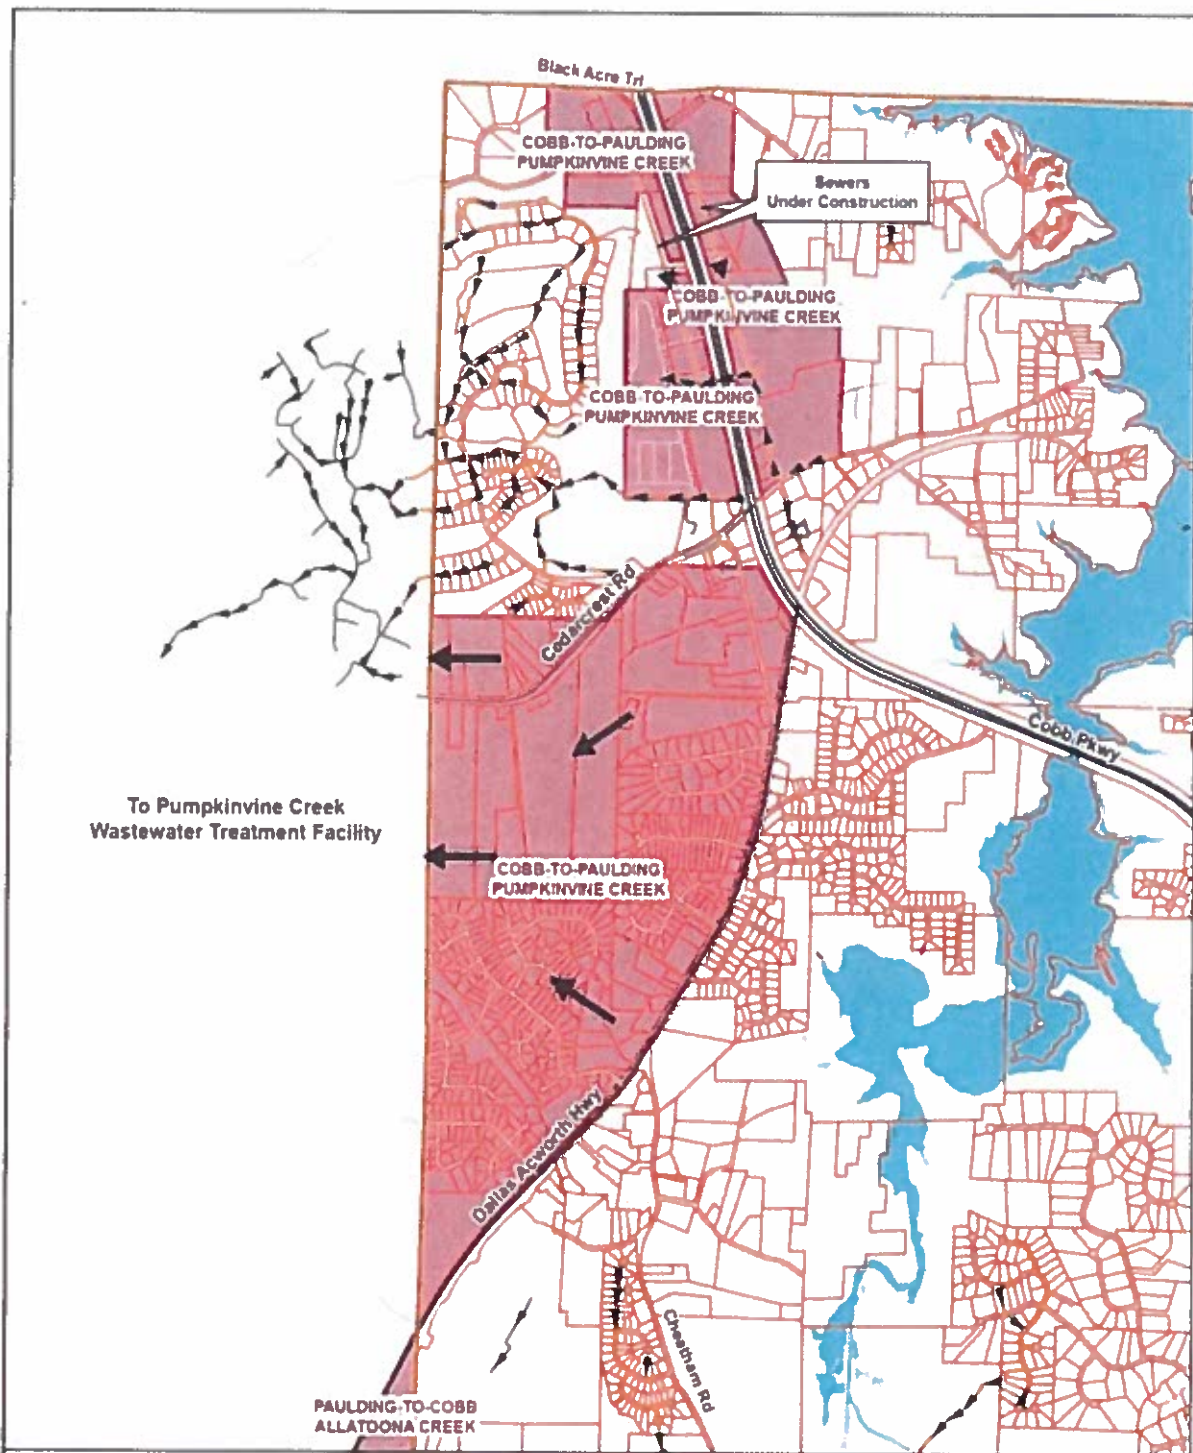 Black Acre Trl
COBB-TO-PAULDING
PUMPKINVINE CREEK
Sewers
Under Construction
COBB-TO-PAULDING
PUMPKINVINE CREEK
COBB-TO-PAULDING
PUMPKINVINE CREEK
Cedarcrest Rd
Cobb Pkwy
To Pumpkinvine Creek
Wastewater Treatment Facility
COBB-TO-PAULDING
PUMPKINVINE CREEK
Dallas Acworth Hwy
Cheatham Rd
PAULDING-TO-COBB
ALLATOONA CREEK